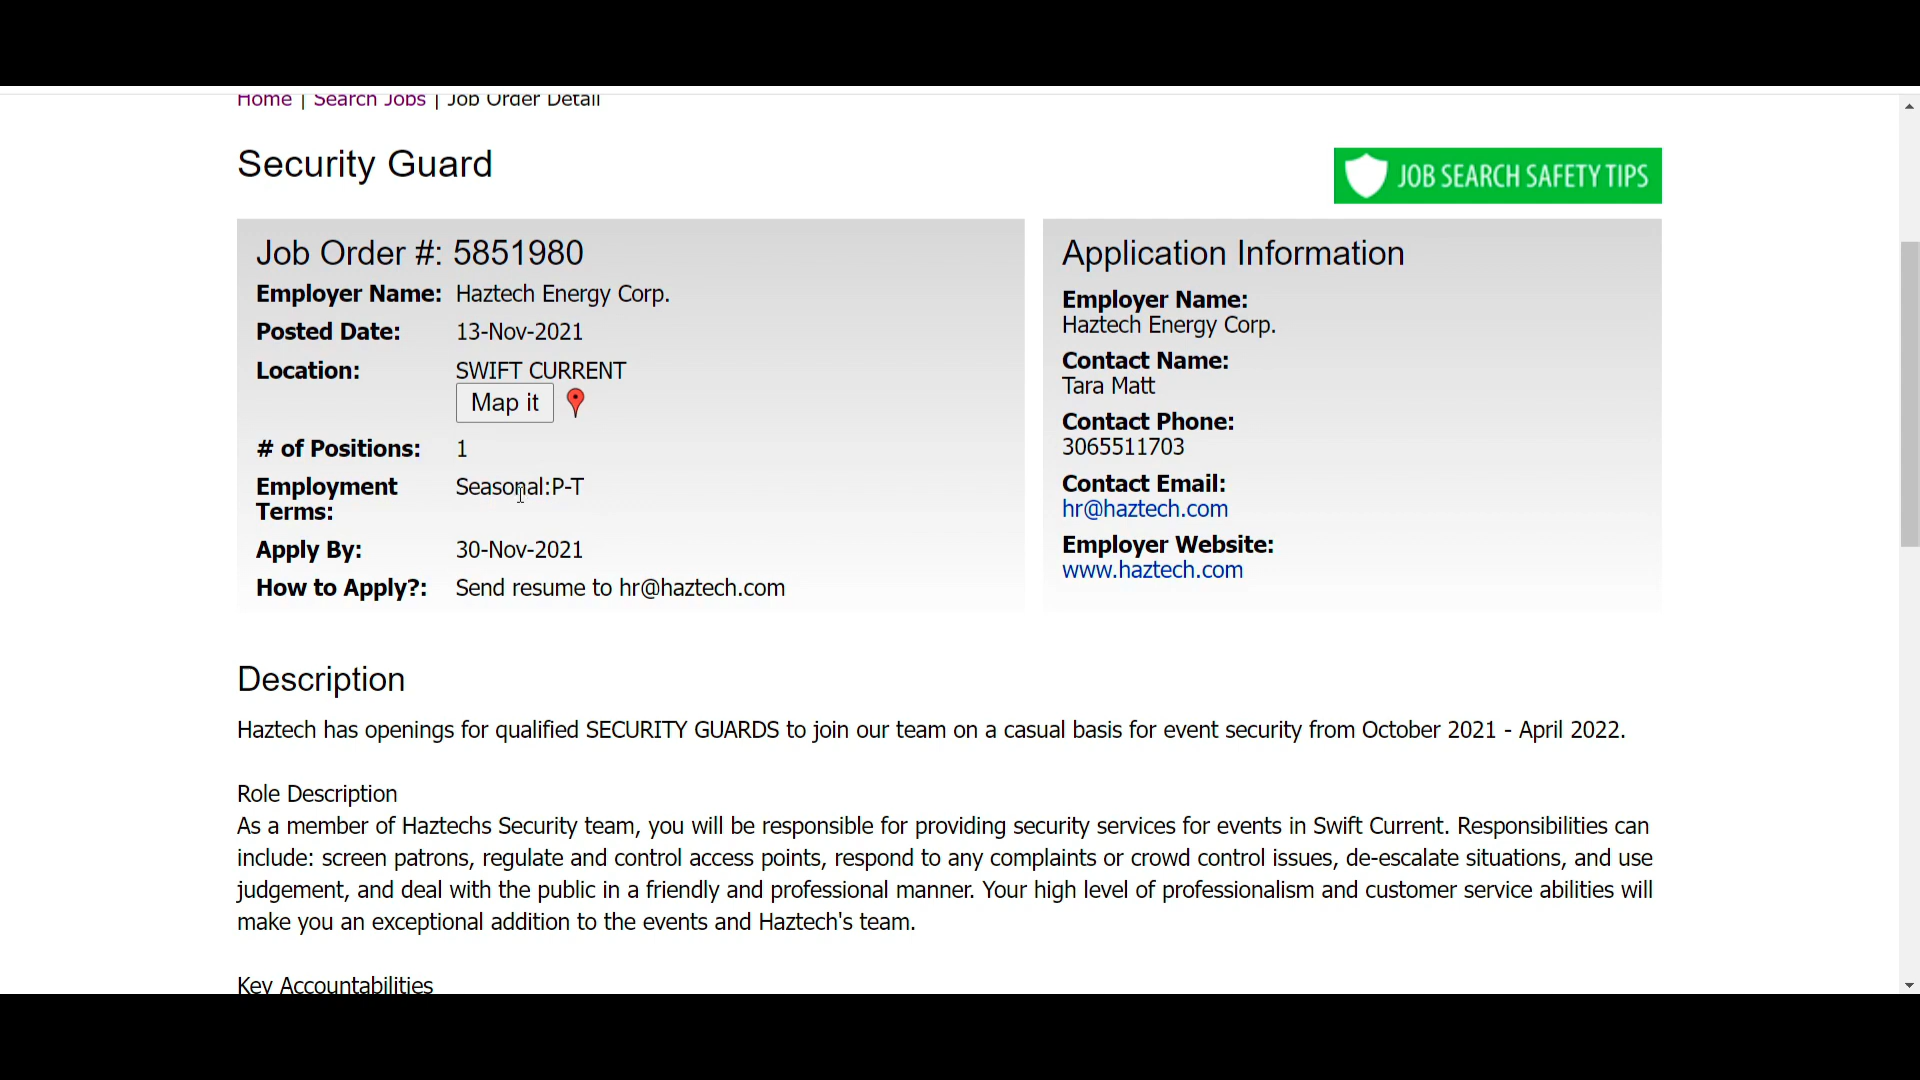 Home | Search Jobs | Job Order Detail
Security Guard
JOB SEARCH SAFETY TIPS
Job Order #: 5851980
Employer Name: Haztech Energy Corp.
Posted Date: 13-Nov-2021
Location: SWIFT CURRENT
Map it
# of Positions: 1
Employment Seasonal:P-T
Terms:
Apply By: 30-Nov-2021
How to Apply?: Send resume to hr@haztech.com
Application Information
Employer Name:
Haztech Energy Corp.
Contact Name:
Tara Matt
Contact Phone:
3065511703
Contact Email:
hr@haztech.com
Employer Website:
www.haztech.com
Description
Haztech has openings for qualified SECURITY GUARDS to join our team on a casual basis for event security from October 2021 - April 2022.
Role Description
As a member of Haztechs Security team, you will be responsible for providing security services for events in Swift Current. Responsibilities can
include: screen patrons, regulate and control access points, respond to any complaints or crowd control issues, de-escalate situations, and use
judgement, and deal with the public in a friendly and professional manner. Your high level of professionalism and customer service abilities will
make you an exceptional addition to the events and Haztech's team.
Key Accountabilities